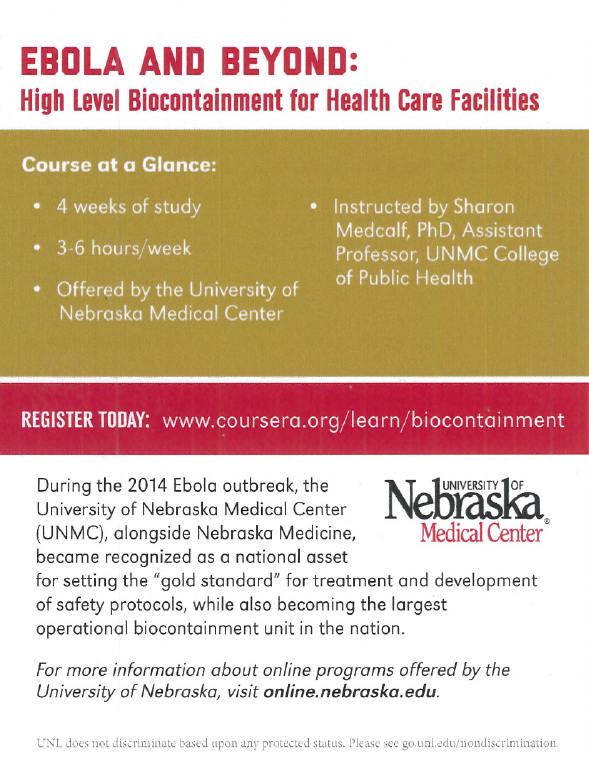 EBOLA AND BEYOND:
High Level Biocontainment for Health Care Facilities
Course at a Glance:
• 4 weeks of study
• 3-6 hours/week
• Offered by the University of
Nebraska Medical Center
• Instructed by Sharon
Medcalf, PhD, Assistant
Professor, UNMC College
of Public Health
REGISTER TODAY: www.coursera.org/learn/biocontainment
During the 2014 Ebola outbreak, the
University of Nebraska Medical Center
(UNMC), alongside Nebraska Medicine,
became recognized as a national asset
for setting the “gold standard” for treatment and development
of safety protocols, while also becoming the largest
operational biocontainment unit in the nation.
UNIVERSITY OF
Nebraska
Medical Center®
For more information about online programs offered by the
University of Nebraska, visit online.nebraska.edu.
UNL does not discriminate based upon any protected status. Please see go.unl.edu/nondiscrimination.